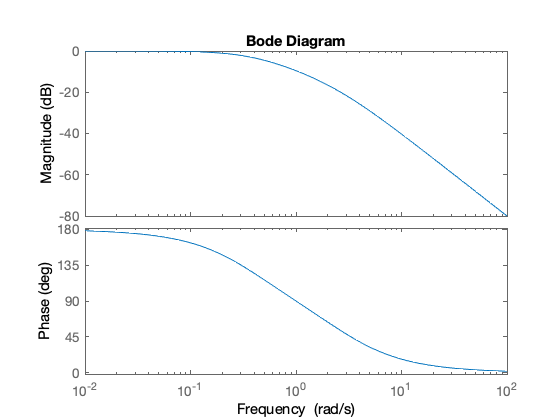 Bode Diagram
0
-20
-40
-60
-80
Magnitude (dB)
180
135
90
45
0
Phase (deg)
10^-2 10^-1 10^0 10^1 10^2
Frequency (rad/s)